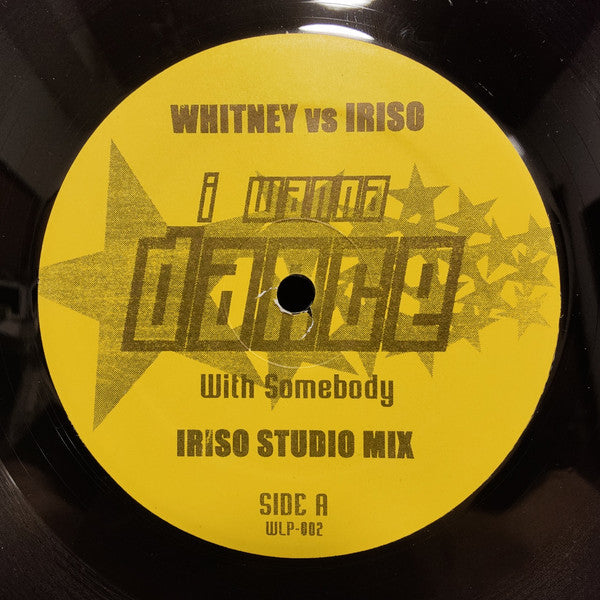 WHITNEY vs IRISO
i wanna
dance
With Somebody
IRISO STUDIO MIX
SIDE A
WLP-002